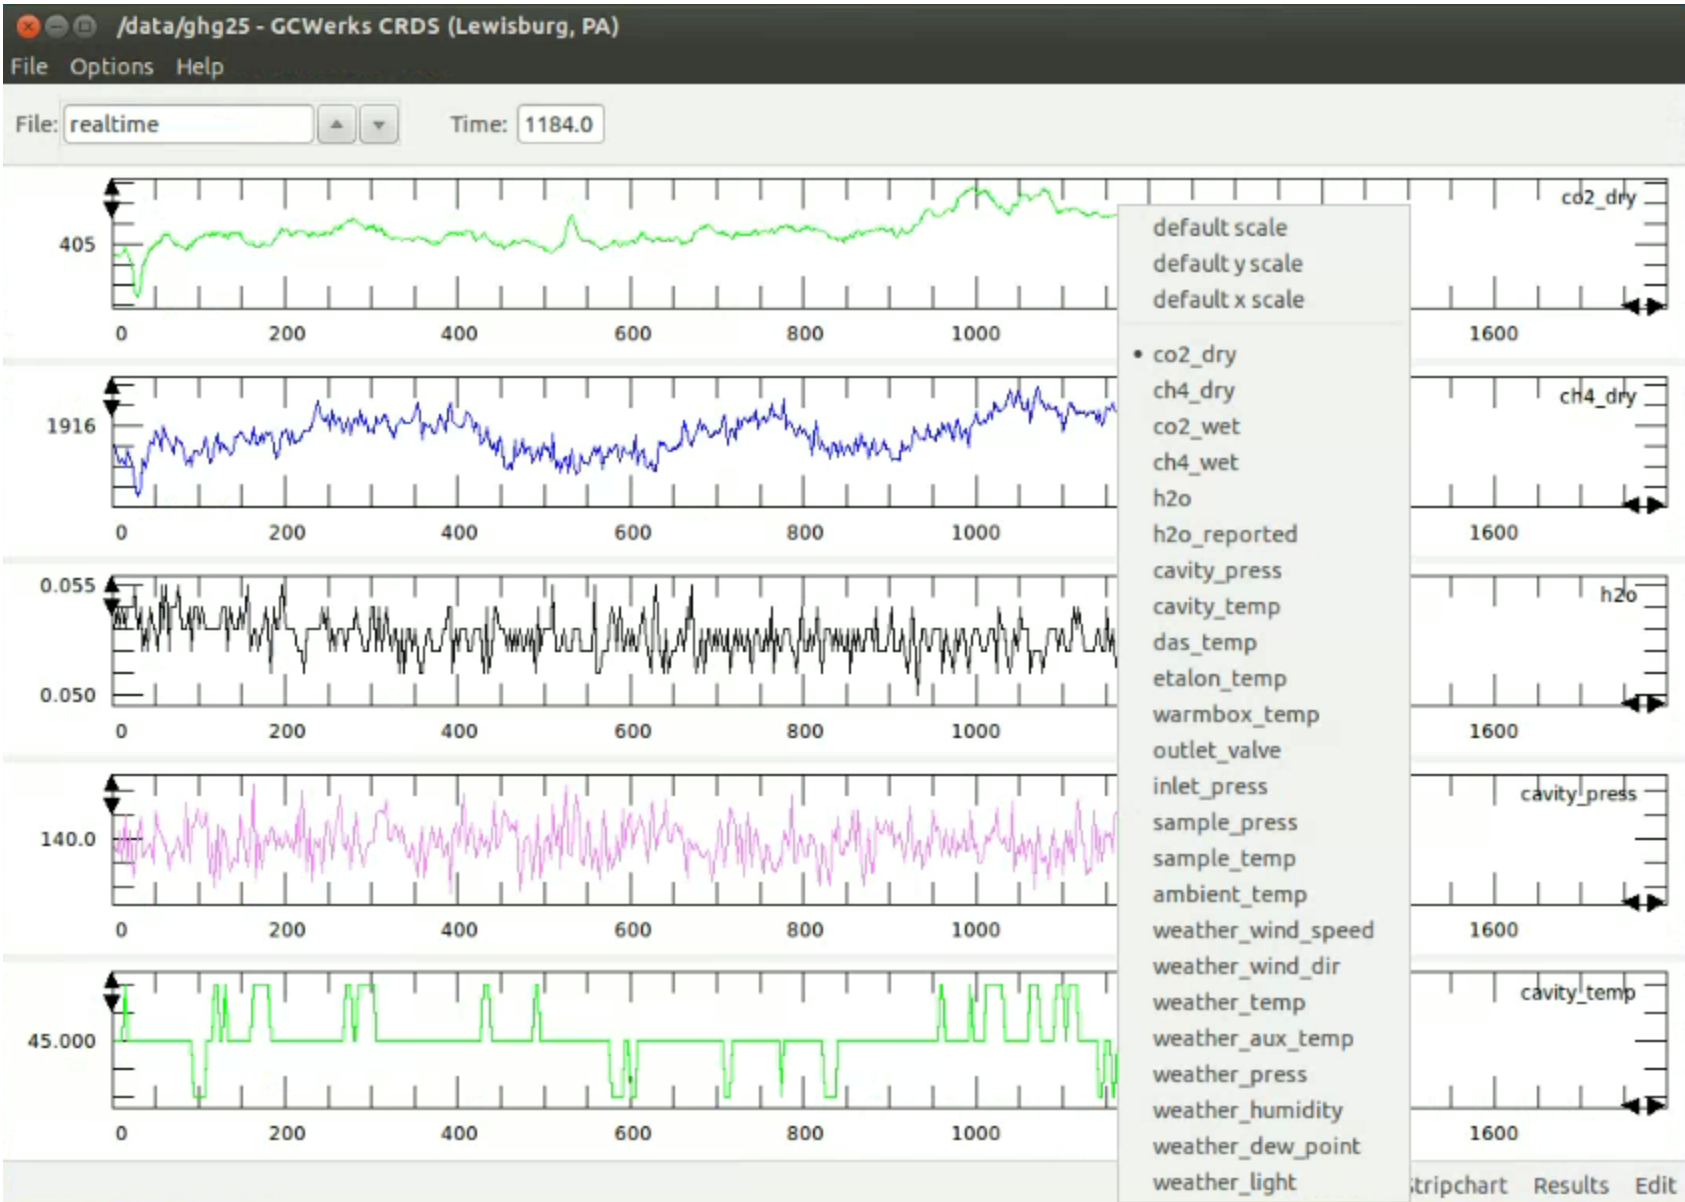 /data/ghg25 - GCWerks CRDS (Lewisburg, PA)
File Options Help
File: realtime Time: 1184.0
co2_dry
405
0 200 400 600 800 1000 1600
ch4_dry
1916
0 200 400 600 800 1000 1600
0.055
h2o
0.050
0 200 400 600 800 1000 1600
cavity_press
140.0
0 200 400 600 800 1000 1600
cavity_temp
45.000
0 200 400 600 800 1000 1600
default scale
default y scale
default x scale
• co2_dry
ch4_dry
co2_wet
ch4_wet
h2o
h2o_reported
cavity_press
cavity_temp
das_temp
etalon_temp
warmbox_temp
outlet_valve
inlet_press
sample_press
sample_temp
ambient_temp
weather_wind_speed
weather_wind_dir
weather_temp
weather_aux_temp
weather_press
weather_humidity
weather_dew_point
weather_light
tripchart Results Edit